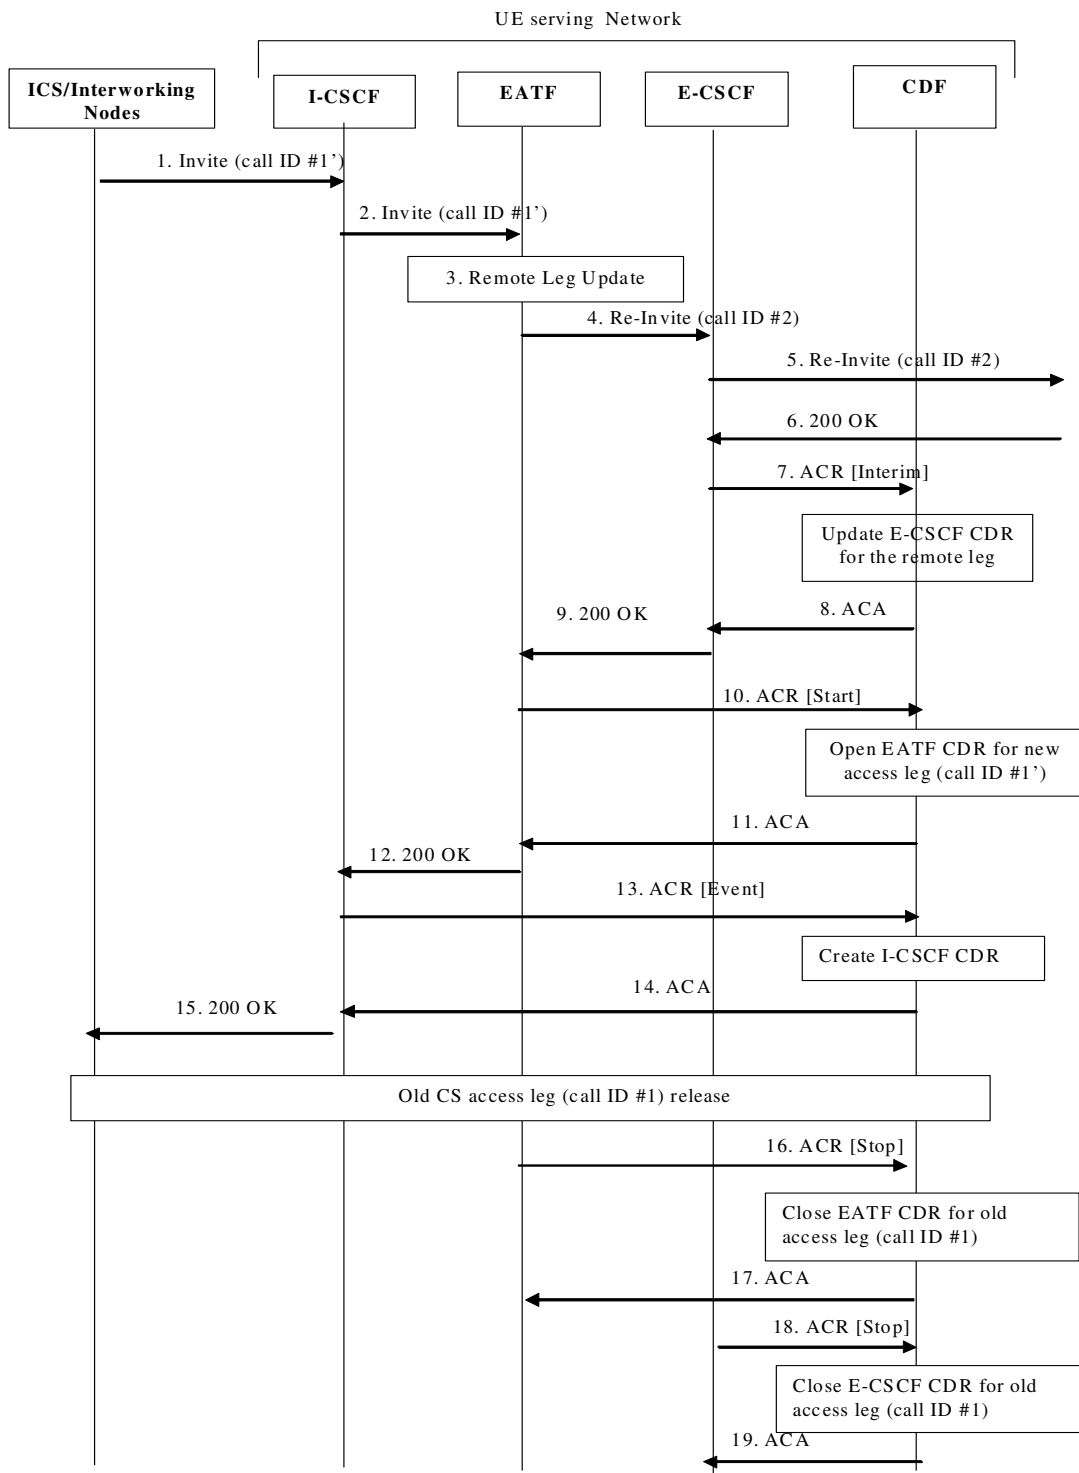 UE serving Network
ICS/Interworking
Nodes
I-CSCF
EATF
E-CSCF
CDF
1. Invite (call ID #1’)
2. Invite (call ID #1’)
3. Remote Leg Update
4. Re-Invite (call ID #2)
5. Re-Invite (call ID #2)
6. 200 OK
7. ACR [Interim]
Update E-CSCF CDR
for the remote leg
8. ACA
9. 200 OK
10. ACR [Start]
Open EATF CDR for new
access leg (call ID #1’)
11. ACA
12. 200 OK
13. ACR [Event]
Create I-CSCF CDR
14. ACA
15. 200 OK
Old CS access leg (call ID #1) release
16. ACR [Stop]
Close EATF CDR for old
access leg (call ID #1)
17. ACA
18. ACR [Stop]
Close E-CSCF CDR for old
access leg (call ID #1)
19. ACA